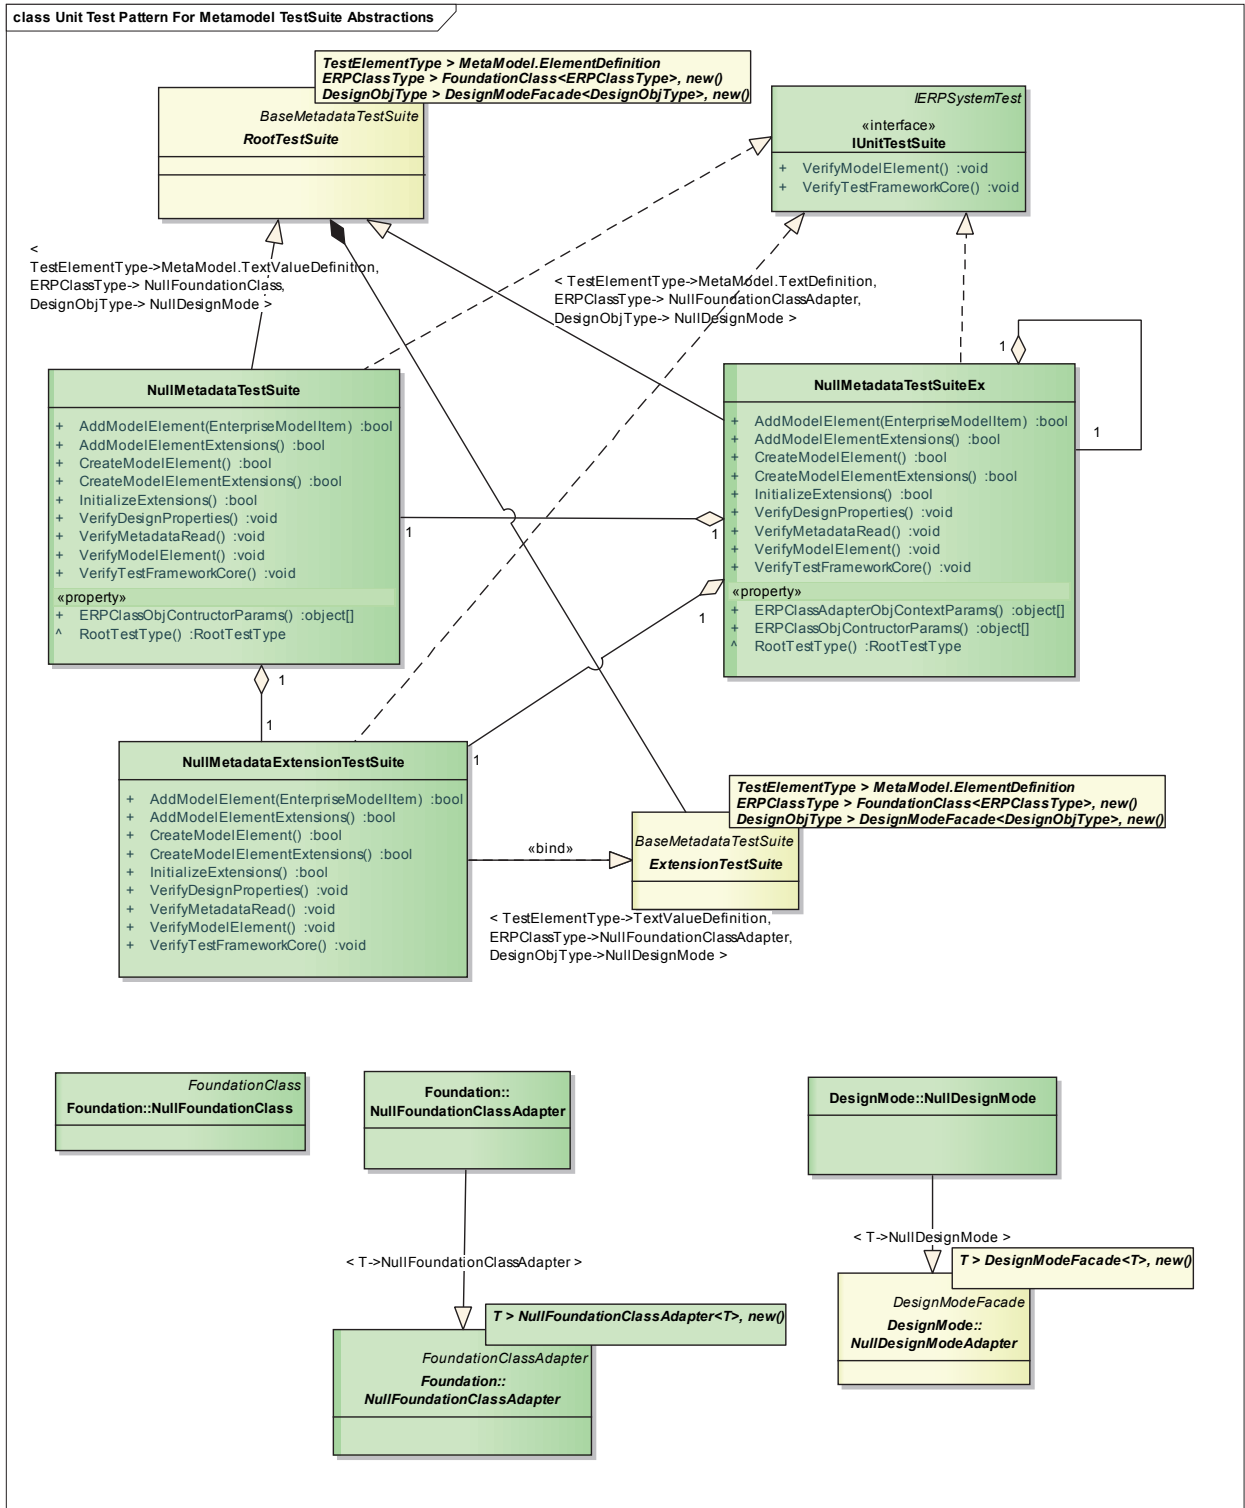 class Unit Test Pattern For Metamodel TestSuite Abstractions
TestElementType > MetaModel.ElementDefinition
ERPClassType > FoundationClass<ERPClassType>, new()
DesignObjType > DesignModeFacade<DesignObjType>, new()
BaseMetadataTestSuite
RootTestSuite
IERPSystemTest
«interface»
IUnitTestSuite
+ VerifyModelElement() :void
+ VerifyTestFrameworkCore() :void
<
TestElementType->MetaModel.TextValueDefinition,
ERPClassType-> NullFoundationClass,
DesignObjType-> NullDesignMode >
< TestElementType->MetaModel.TextDefinition,
ERPClassType-> NullFoundationClassAdapter,
DesignObjType-> NullDesignMode >
NullMetadataTestSuite
+ AddModelElement(EnterpriseModelItem) :bool
+ AddModelElementExtensions() :bool
+ CreateModelElement() :bool
+ CreateModelElementExtensions() :bool
+ InitializeExtensions() :bool
+ VerifyDesignProperties() :void
+ VerifyMetadataRead() :void
+ VerifyModelElement() :void
+ VerifyTestFrameworkCore() :void
«property»
+ ERPClassObjContructorParams() :object[]
^ RootTestType() :RootTestType
NullMetadataTestSuiteEx
+ AddModelElement(EnterpriseModelItem) :bool
+ AddModelElementExtensions() :bool
+ CreateModelElement() :bool
+ CreateModelElementExtensions() :bool
+ InitializeExtensions() :bool
+ VerifyDesignProperties() :void
+ VerifyMetadataRead() :void
+ VerifyModelElement() :void
+ VerifyTestFrameworkCore() :void
«property»
+ ERPClassAdapterObjContextParams() :object[]
+ ERPClassObjContructorParams() :object[]
^ RootTestType() :RootTestType
1
1
1
1
1
1
1
1
NullMetadataExtensionTestSuite
+ AddModelElement(EnterpriseModelItem) :bool
+ AddModelElementExtensions() :bool
+ CreateModelElement() :bool
+ CreateModelElementExtensions() :bool
+ InitializeExtensions() :bool
+ VerifyDesignProperties() :void
+ VerifyMetadataRead() :void
+ VerifyModelElement() :void
+ VerifyTestFrameworkCore() :void
«bind»
TestElementType > MetaModel.ElementDefinition
ERPClassType > FoundationClass<ERPClassType>, new()
DesignObjType > DesignModeFacade<DesignObjType>, new()
BaseMetadataTestSuite
ExtensionTestSuite
< TestElementType->TextValueDefinition,
ERPClassType->NullFoundationClassAdapter,
DesignObjType->NullDesignMode >
FoundationClass
Foundation::NullFoundationClass
Foundation::
NullFoundationClassAdapter
DesignMode::NullDesignMode
< T->NullFoundationClassAdapter >
< T->NullDesignMode >
T > NullFoundationClassAdapter<T>, new()
FoundationClassAdapter
Foundation::
NullFoundationClassAdapter
T > DesignModeFacade<T>, new()
DesignModeFacade
DesignMode::
NullDesignModeAdapter